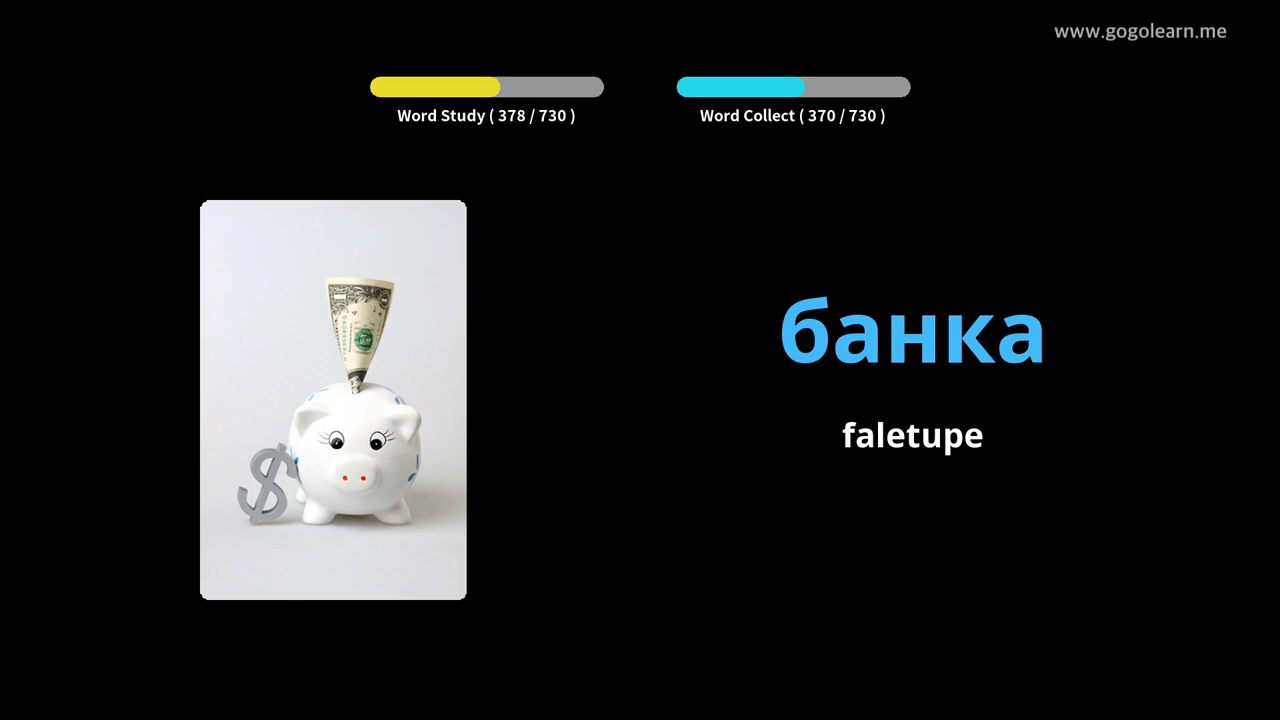 www.gogolearn.me
Word Study ( 378 / 730 )
Word Collect ( 370 / 730 )
$
банка
faletupe